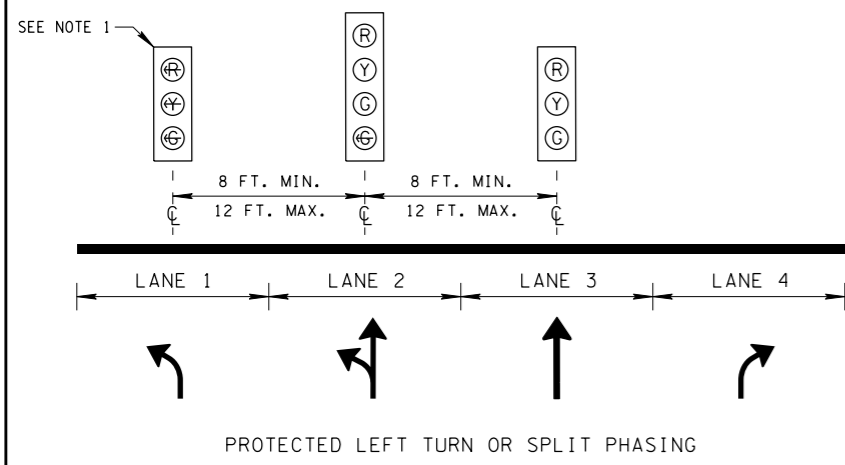 SEE NOTE 1
R
R
R
Y
Y
Y
G
G
G
G
8 FT. MIN.
8 FT. MIN.
12 FT. MAX.
12 FT. MAX.
℄
℄
℄
LANE 1
LANE 2
LANE 3
LANE 4
PROTECTED LEFT TURN OR SPLIT PHASING